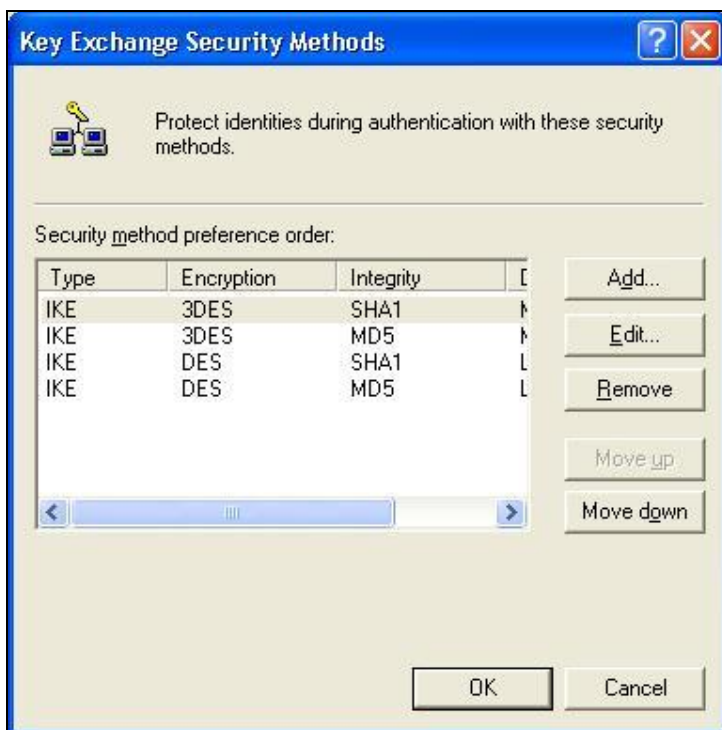 Key Exchange Security Methods
Protect identities during authentication with these security
methods.
Security method preference order:
Type Encryption Integrity
IKE 3DES SHA1
IKE 3DES MD5
IKE DES SHA1
IKE DES MD5
Add...
Edit...
Remove
Move up
Move down
OK Cancel